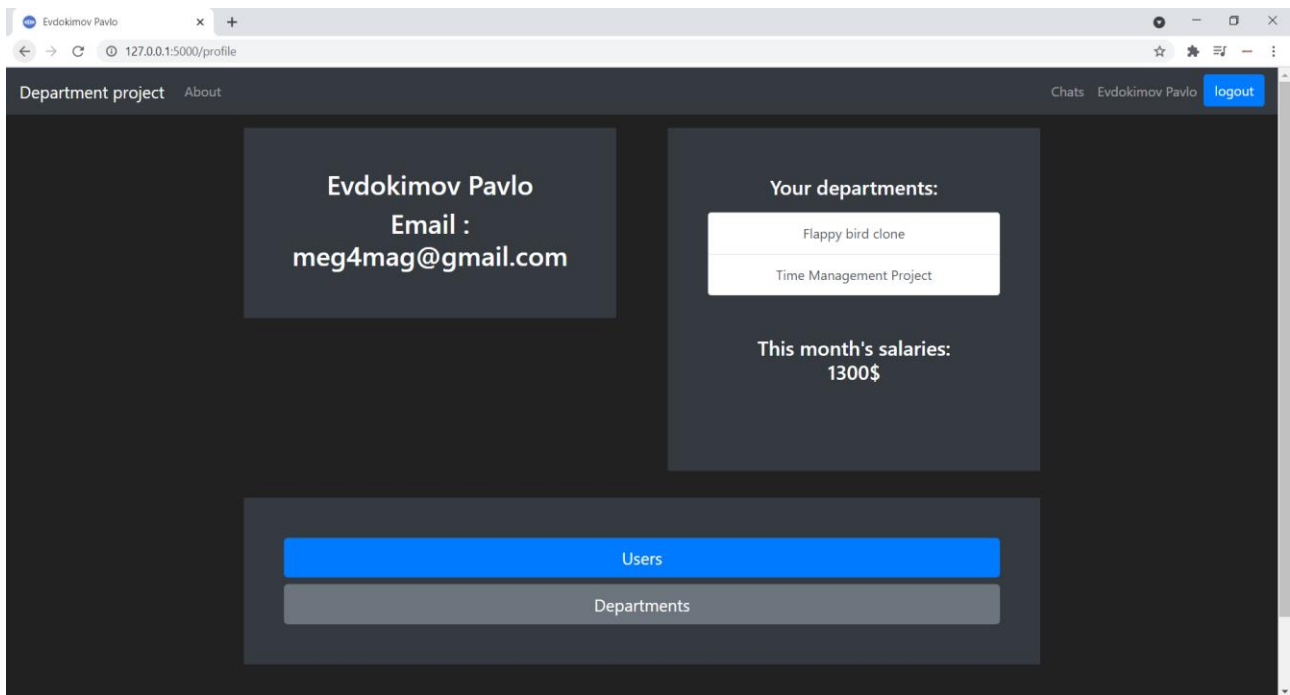 Evdokimov Pavlo
127.0.0.1:5000/profile
Department project About Chats Evdokimov Pavlo logout
Evdokimov Pavlo
Email :
meg4mag@gmail.com
Your departments:
Flappy bird clone
Time Management Project
This month's salaries:
1300$
Users
Departments